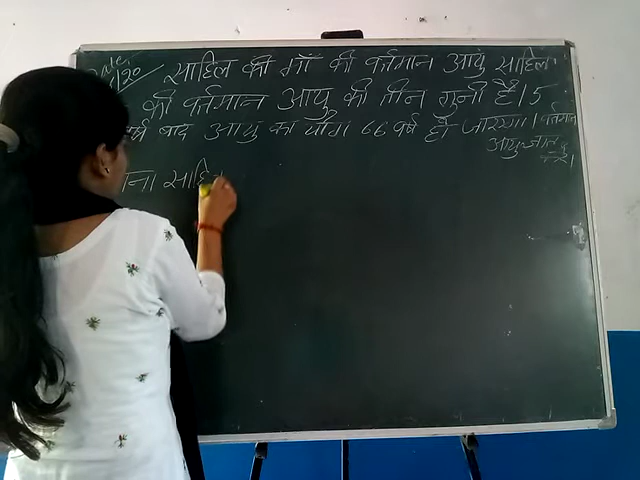 साहिल की माँ की वर्तमान आयु साहिल
की वर्तमान आयु की तीन गुनी है। 5
वर्ष बाद आयु का योग 66 वर्ष हो जाएगा। वर्तमान
आयु ज्ञात
करे।
माना साहि